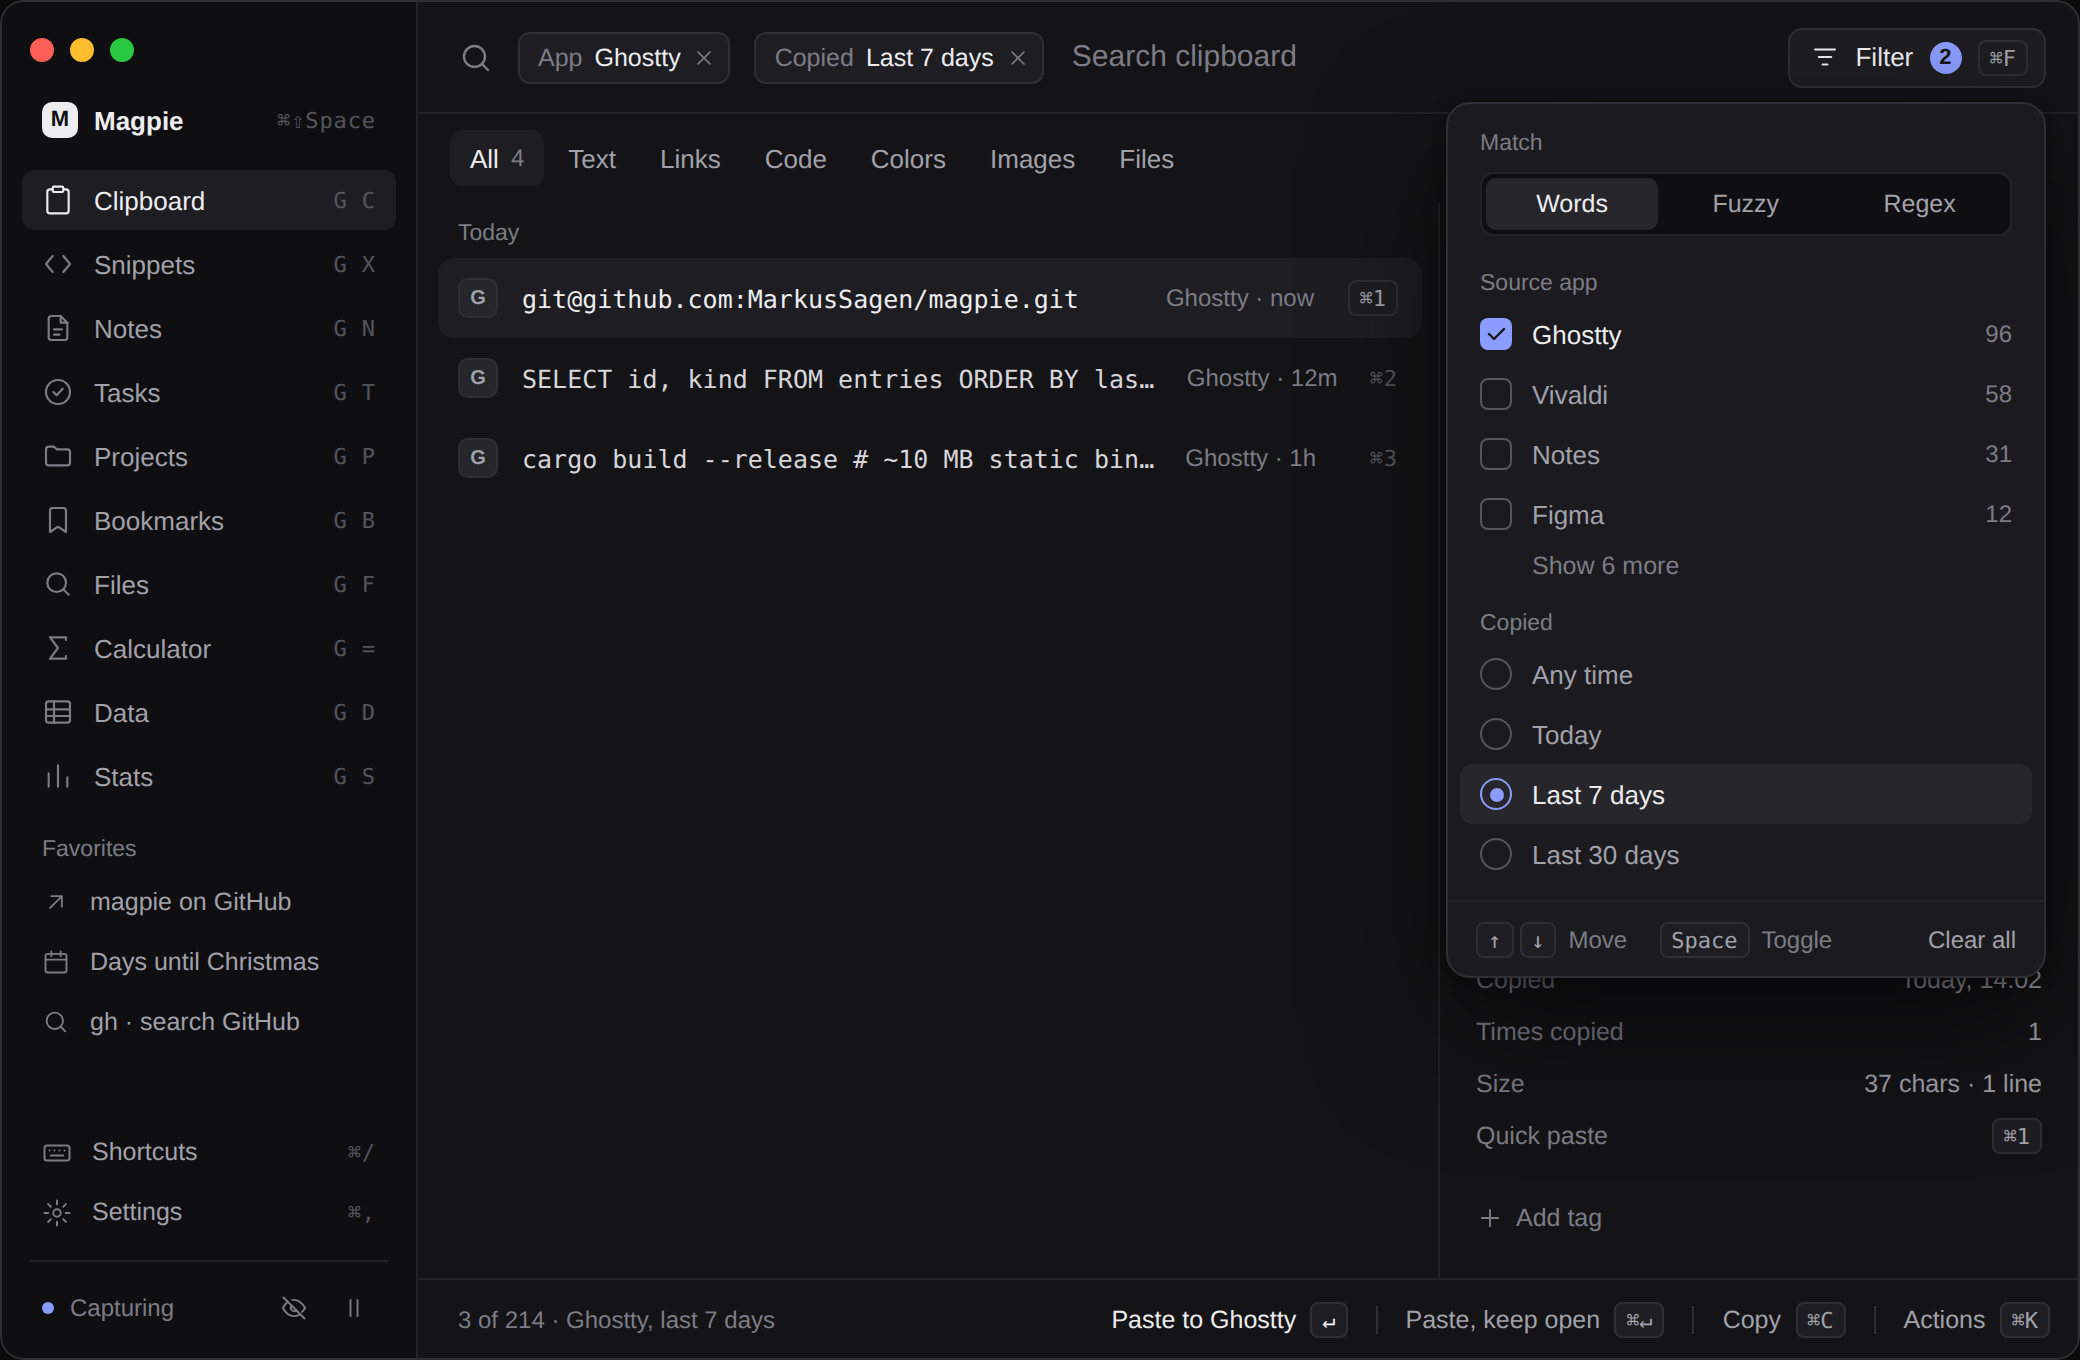 App Ghostty
Copied Last 7 days
Search clipboard
Filter 2 ⌘F
M Magpie ⌘⇧Space
Clipboard G C
Snippets G X
Notes G N
Tasks G T
Projects G P
Bookmarks G B
Files G F
Calculator G =
Data G D
Stats G S
Favorites
magpie on GitHub
Days until Christmas
gh · search GitHub
Shortcuts ⌘/
Settings ⌘,
Capturing
All 4 Text Links Code Colors Images Files
Today
G git@github.com:MarkusSagen/magpie.git Ghostty · now ⌘1
G SELECT id, kind FROM entries ORDER BY las… Ghostty · 12m ⌘2
G cargo build --release # ~10 MB static bin… Ghostty · 1h ⌘3
Match
Words Fuzzy Regex
Source app
Ghostty 96
Vivaldi 58
Notes 31
Figma 12
Show 6 more
Copied
Any time
Today
Last 7 days
Last 30 days
↑ ↓ Move Space Toggle Clear all
Copied Today, 14:02
Times copied 1
Size 37 chars · 1 line
Quick paste ⌘1
Add tag
3 of 214 · Ghostty, last 7 days
Paste to Ghostty ↵ Paste, keep open ⌘↵ Copy ⌘C Actions ⌘K